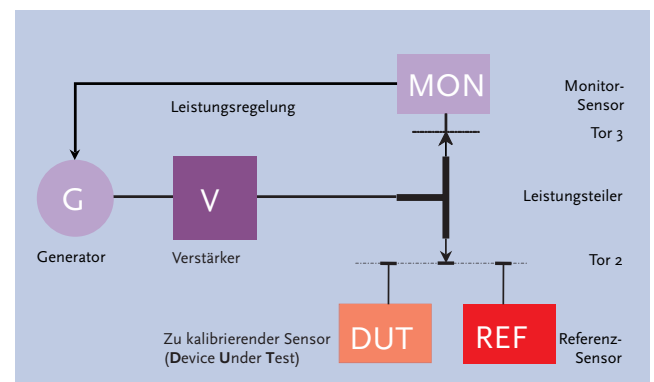 MON
Monitor-
Sensor
Leistungsregelung
Tor 3
G
V
Leistungsteiler
Generator
Verstärker
Tor 2
Zu kalibrierender Sensor
(Device Under Test)
DUT
REF
Referenz-
Sensor